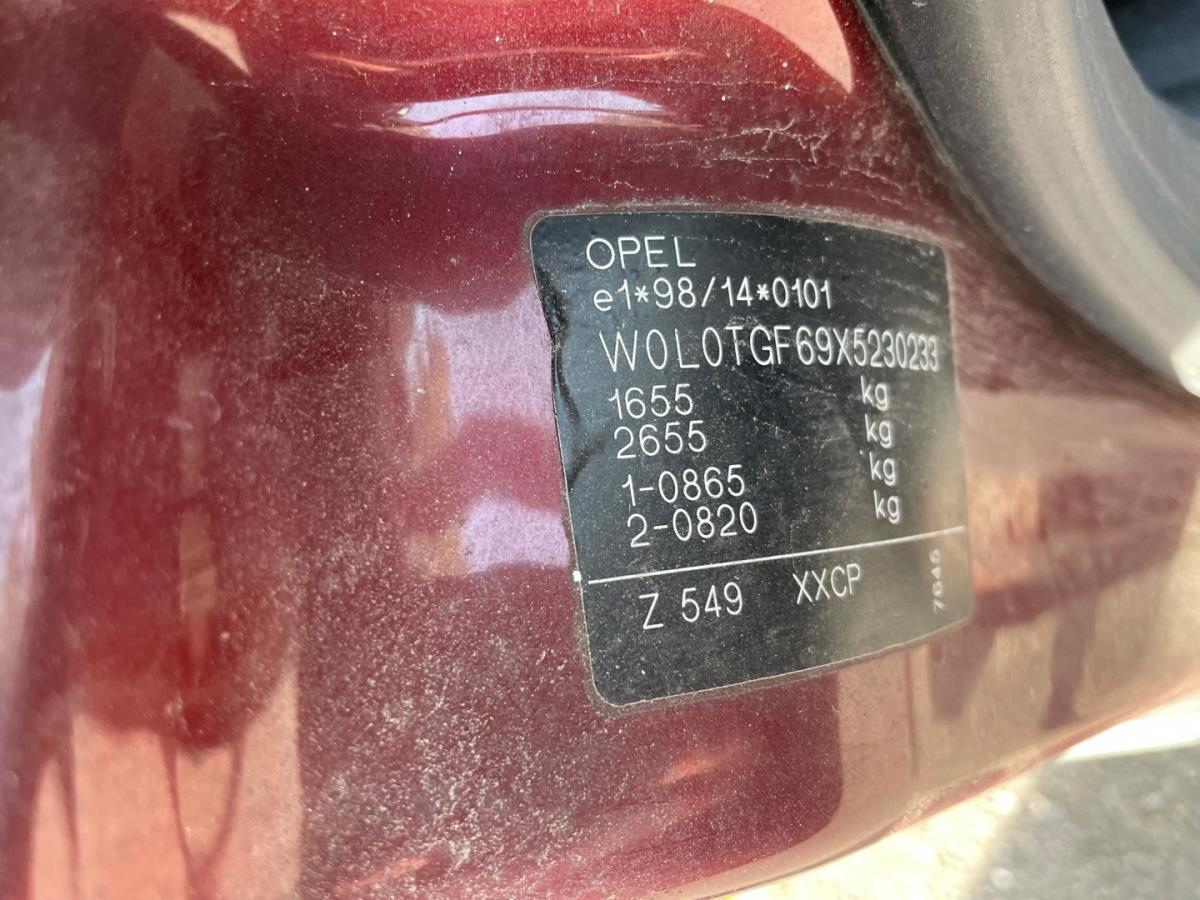 OPEL
e1*98/14*0101
W0L0TGF69X5230233
1655 kg
2655 kg
1-0865 kg
2-0820 kg
Z 549 XXCP
7645